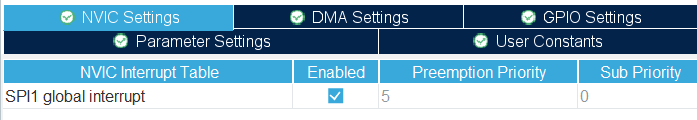 NVIC Settings DMA Settings GPIO Settings
Parameter Settings User Constants
NVIC Interrupt Table Enabled Preemption Priority Sub Priority
SPI1 global interrupt 5 0